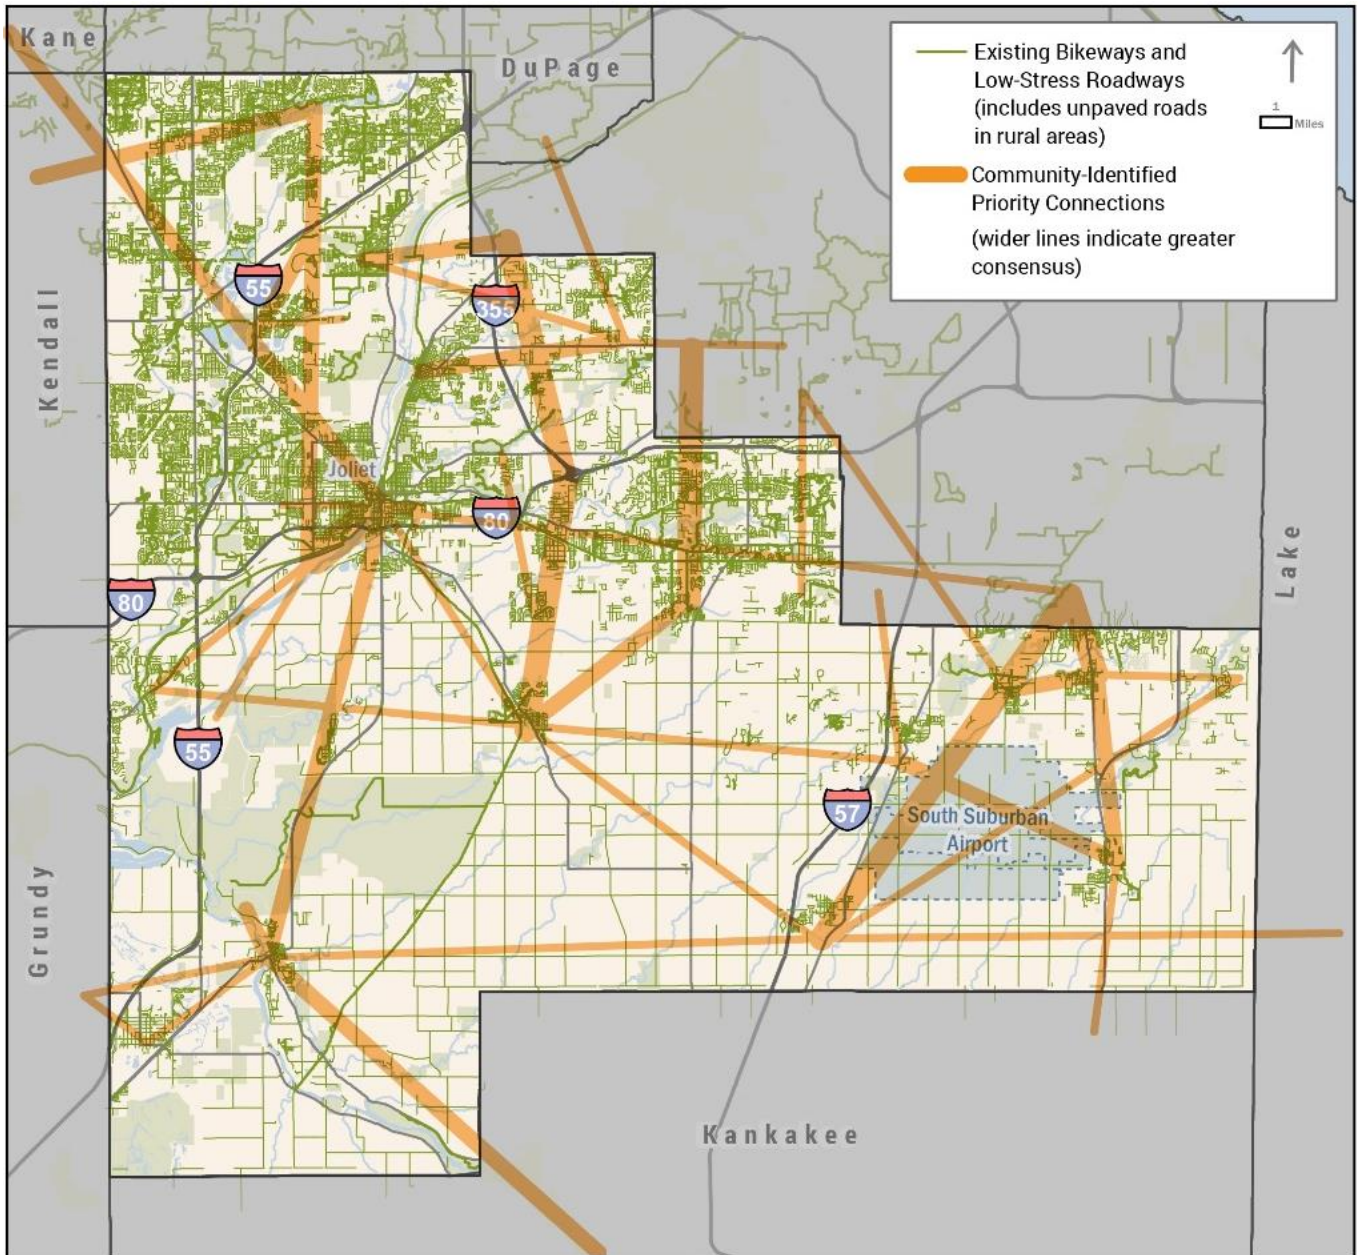 Kane
DuPage
Existing Bikeways and
Low-Stress Roadways
(includes unpaved roads
in rural areas)
1
Miles
Community-Identified
Priority Connections
(wider lines indicate greater
consensus)
Kendall
55
355
Joliet
80
80
Lake
55
57
South Suburban
Airport
Grundy
Kankakee